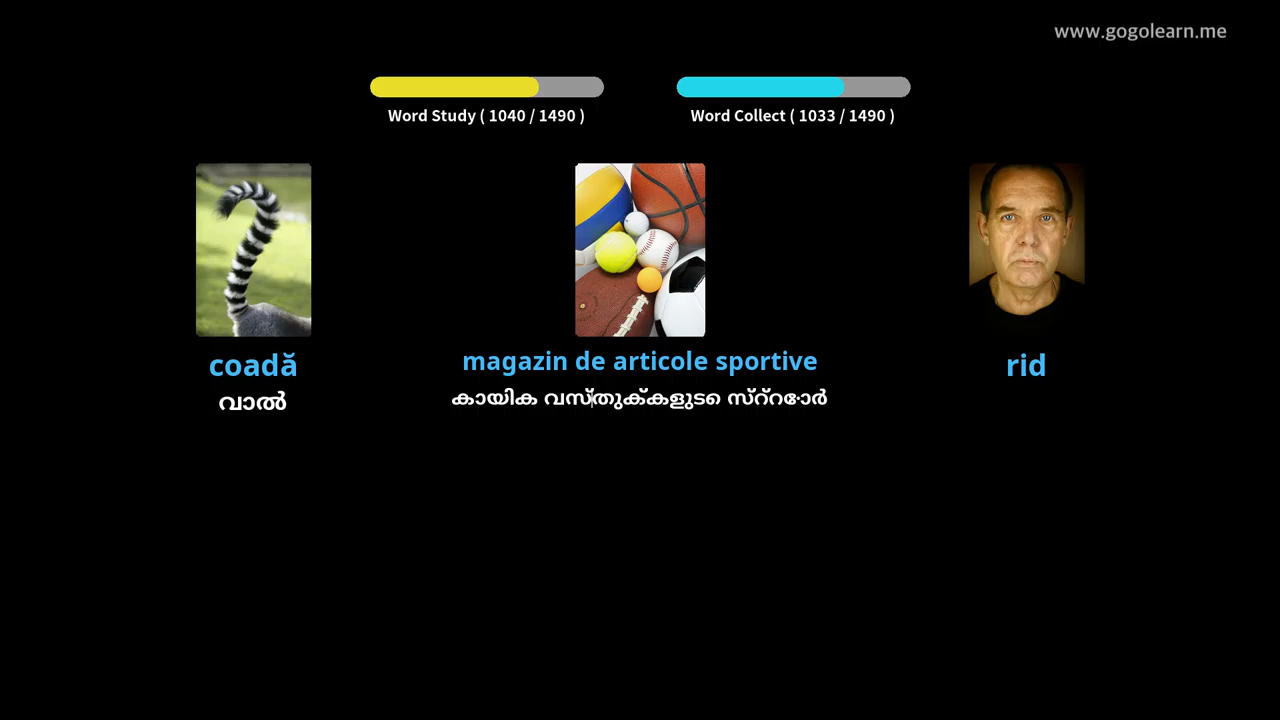 www.gogolearn.me
Word Study ( 1040 / 1490 )
Word Collect ( 1033 / 1490 )
coadă
magazin de articole sportive
rid
വാൽ
കായിക വസ്തുക്കളുടെ സ്റ്റോർ